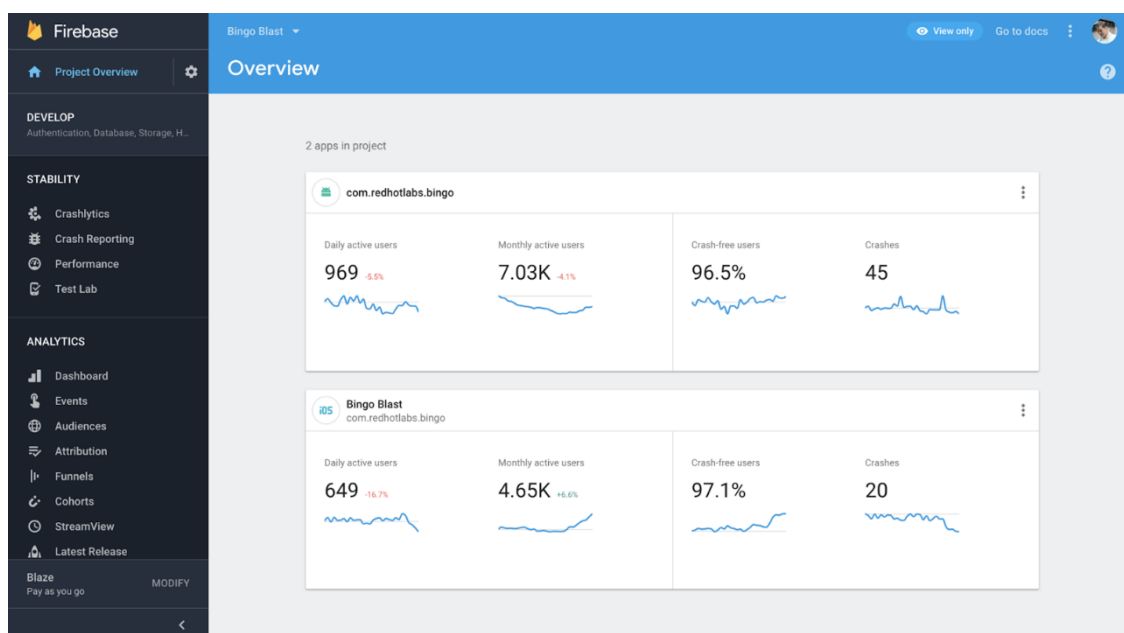 Firebase
Project Overview
DEVELOP
Authentication, Database, Storage, H...
STABILITY
Crashlytics
Crash Reporting
Performance
Test Lab
ANALYTICS
Dashboard
Events
Audiences
Attribution
Funnels
Cohorts
StreamView
Latest Release
Blaze
Pay as you go
MODIFY
Bingo Blast
View only
Go to docs
Overview
2 apps in project
com.redhotlabs.bingo
Daily active users
969 -5.5%
Monthly active users
7.03K -4.1%
Crash-free users
96.5%
Crashes
45
iOS
Bingo Blast
com.redhotlabs.bingo
Daily active users
649 -16.7%
Monthly active users
4.65K +6.6%
Crash-free users
97.1%
Crashes
20